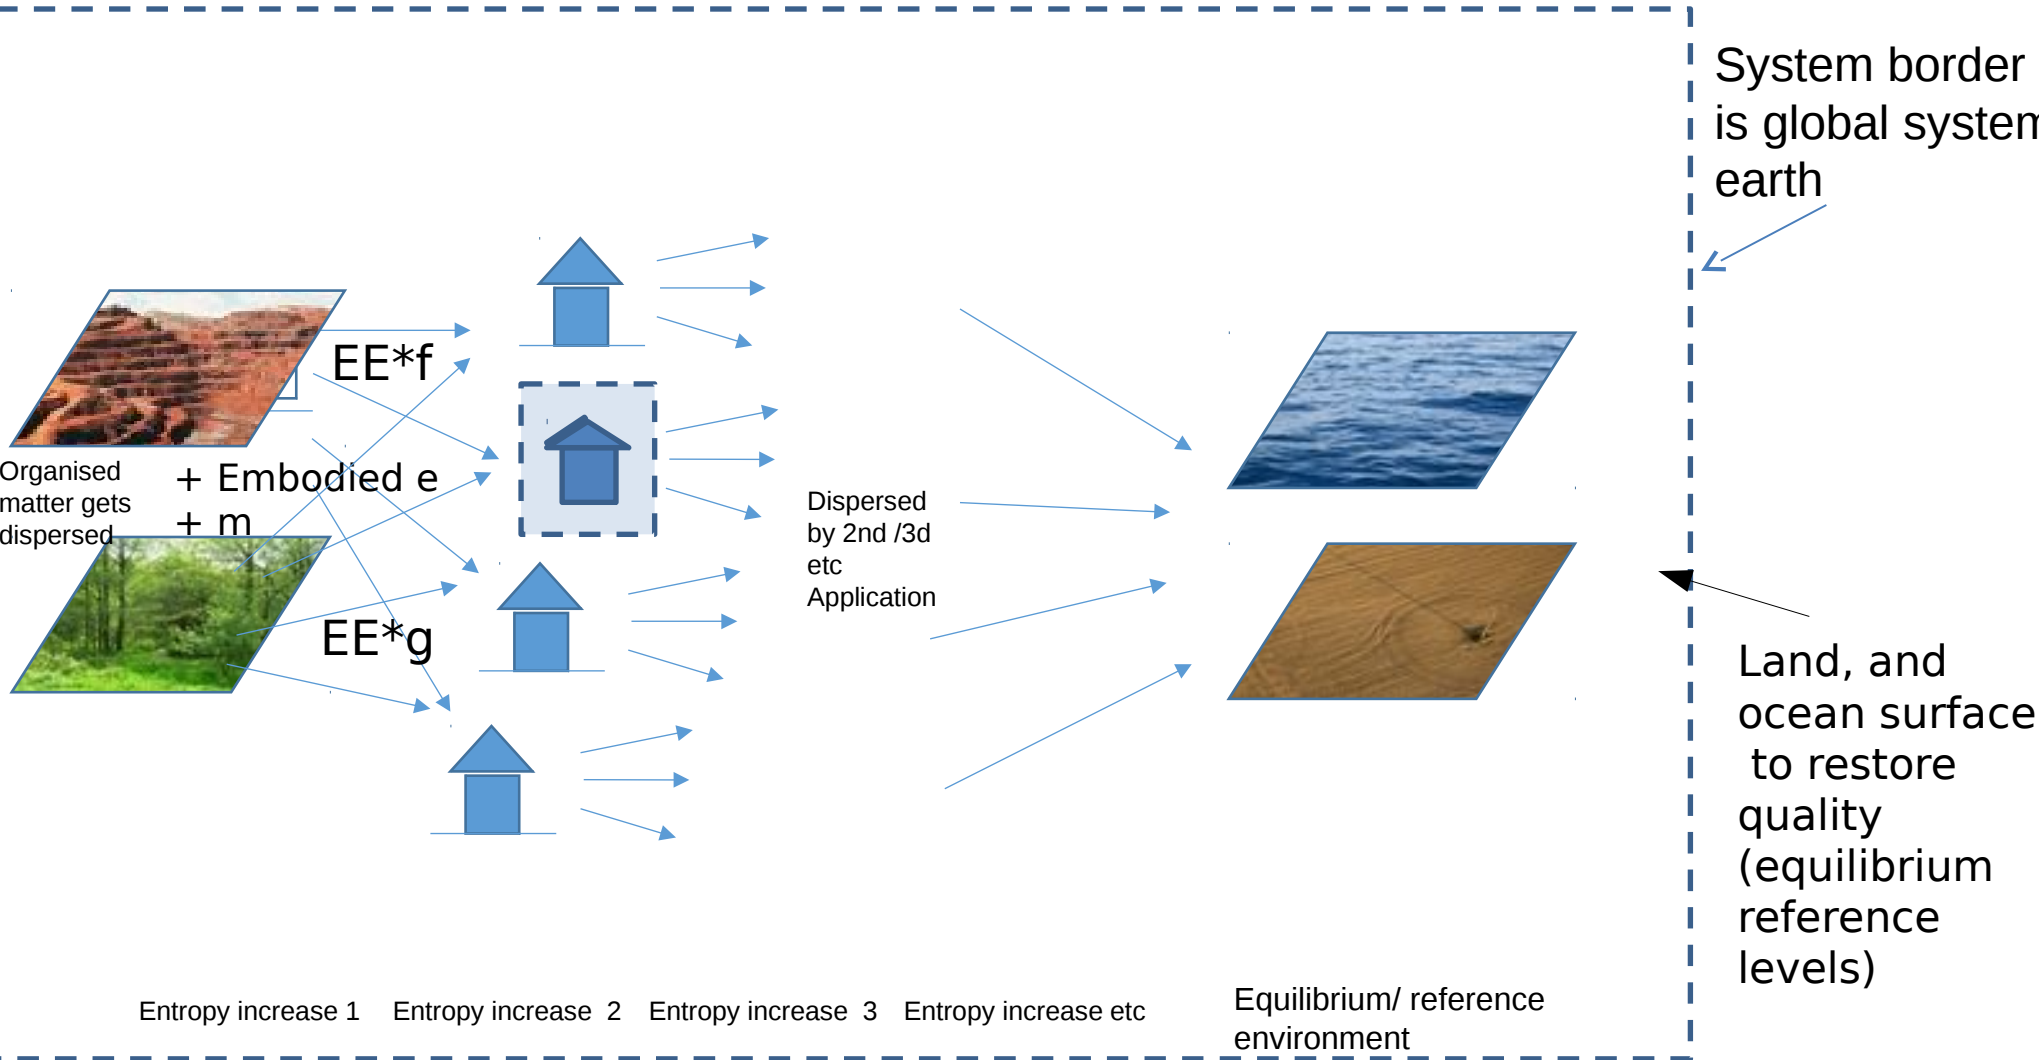 System border
is global system
earth
EE*f
Organised
matter gets
dispersed
+ Embodied e
+ m
EE*g
Dispersed
by 2nd /3d
etc
Application
Land, and
ocean surface
to restore
quality
(equilibrium
reference
levels)
Entropy increase 1
Entropy increase  2
Entropy increase  3
Entropy increase etc
Equilibrium/ reference
environment